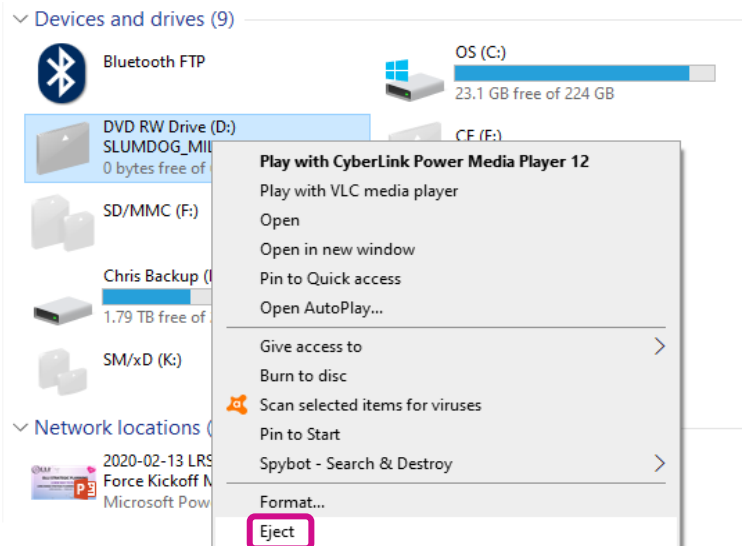 Devices and drives (9)
Bluetooth FTP
OS (C:)
23.1 GB free of 224 GB
DVD RW Drive (D:)
SLUMDOG_MIL
0 bytes free of
CF (E:)
SD/MMC (F:)
Chris Backup (
1.79 TB free of
SM/xD (K:)
Network locations (
2020-02-13 LRS
Force Kickoff M
Microsoft Pow
Play with CyberLink Power Media Player 12
Play with VLC media player
Open
Open in new window
Pin to Quick access
Open AutoPlay...
Give access to
Burn to disc
Scan selected items for viruses
Pin to Start
Spybot - Search & Destroy
Format...
Eject